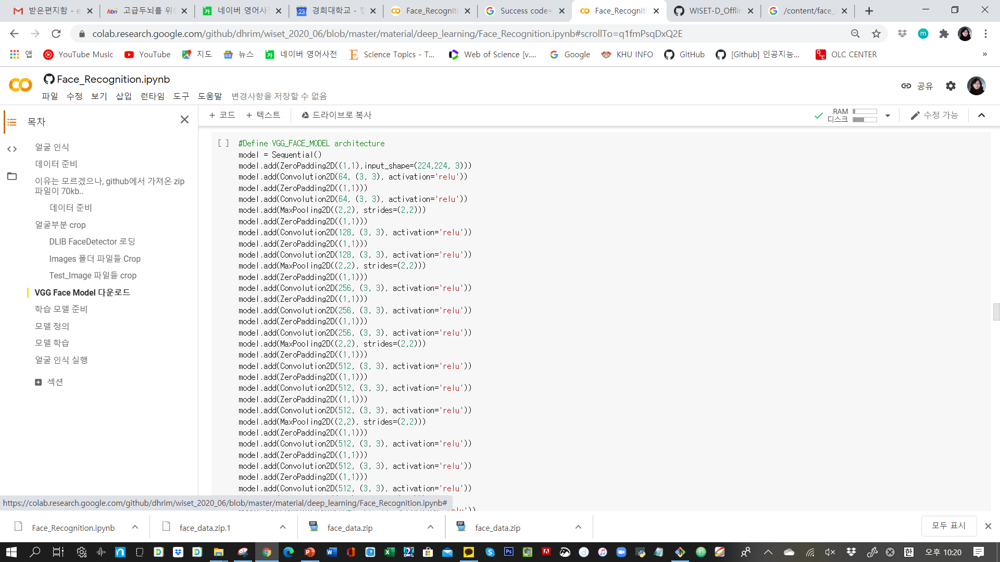 받은편지함 - e
고급두뇌를 위한
네이버 영어사전
경희대학교 - 캘
Face_Recogniti
Success code=
Face_Recogniti
WISET-D_Offlin
/content/face_
colab.research.google.com/github/dhrim/wiset_2020_06/blob/master/material/deep_learning/Face_Recognition.ipynb#scrollTo=q1fmPsqDxQ2E
앱
YouTube Music
YouTube
지도
뉴스
네이버 영어사전
Science Topics - T...
Web of Science [v....
Google
KHU INFO
GitHub
[Github] 인공지능...
OLC CENTER
»
Face_Recognition.ipynb
공유
파일 수정 보기 삽입 런타임 도구 도움말 변경사항을 저장할 수 없음
+ 코드 + 텍스트 드라이브로 복사
RAM
디스크
수정 가능
목차
얼굴 인식
데이터 준비
이유는 모르겠으나, github에서 가져온 zip
파일이 70kb..
데이터 준비
얼굴부분 crop
DLIB FaceDetector 로딩
Images 폴더 파일들 Crop
Test_Image 파일들 crop
VGG Face Model 다운로드
학습 모델 준비
모델 정의
모델 학습
얼굴 인식 실행
섹션
[ ] #Define VGG_FACE_MODEL architecture
model = Sequential()
model.add(ZeroPadding2D((1,1),input_shape=(224,224, 3)))
model.add(Convolution2D(64, (3, 3), activation='relu'))
model.add(ZeroPadding2D((1,1)))
model.add(Convolution2D(64, (3, 3), activation='relu'))
model.add(MaxPooling2D((2,2), strides=(2,2)))
model.add(ZeroPadding2D((1,1)))
model.add(Convolution2D(128, (3, 3), activation='relu'))
model.add(ZeroPadding2D((1,1)))
model.add(Convolution2D(128, (3, 3), activation='relu'))
model.add(MaxPooling2D((2,2), strides=(2,2)))
model.add(ZeroPadding2D((1,1)))
model.add(Convolution2D(256, (3, 3), activation='relu'))
model.add(ZeroPadding2D((1,1)))
model.add(Convolution2D(256, (3, 3), activation='relu'))
model.add(ZeroPadding2D((1,1)))
model.add(Convolution2D(256, (3, 3), activation='relu'))
model.add(MaxPooling2D((2,2), strides=(2,2)))
model.add(ZeroPadding2D((1,1)))
model.add(Convolution2D(512, (3, 3), activation='relu'))
model.add(ZeroPadding2D((1,1)))
model.add(Convolution2D(512, (3, 3), activation='relu'))
model.add(ZeroPadding2D((1,1)))
model.add(Convolution2D(512, (3, 3), activation='relu'))
model.add(MaxPooling2D((2,2), strides=(2,2)))
model.add(ZeroPadding2D((1,1)))
model.add(Convolution2D(512, (3, 3), activation='relu'))
model.add(ZeroPadding2D((1,1)))
model.add(Convolution2D(512, (3, 3), activation='relu'))
model.add(ZeroPadding2D((1,1)))
model.add(Convolution2D(512, (3, 3), activation='relu'))
https://colab.research.google.com/github/dhrim/wiset_2020_06/blob/master/material/deep_learning/Face_Recognition.ipynb#
Face_Recognition.ipynb
face_data.zip.1
face_data.zip
face_data.zip
모두 표시
한
오후 10:20